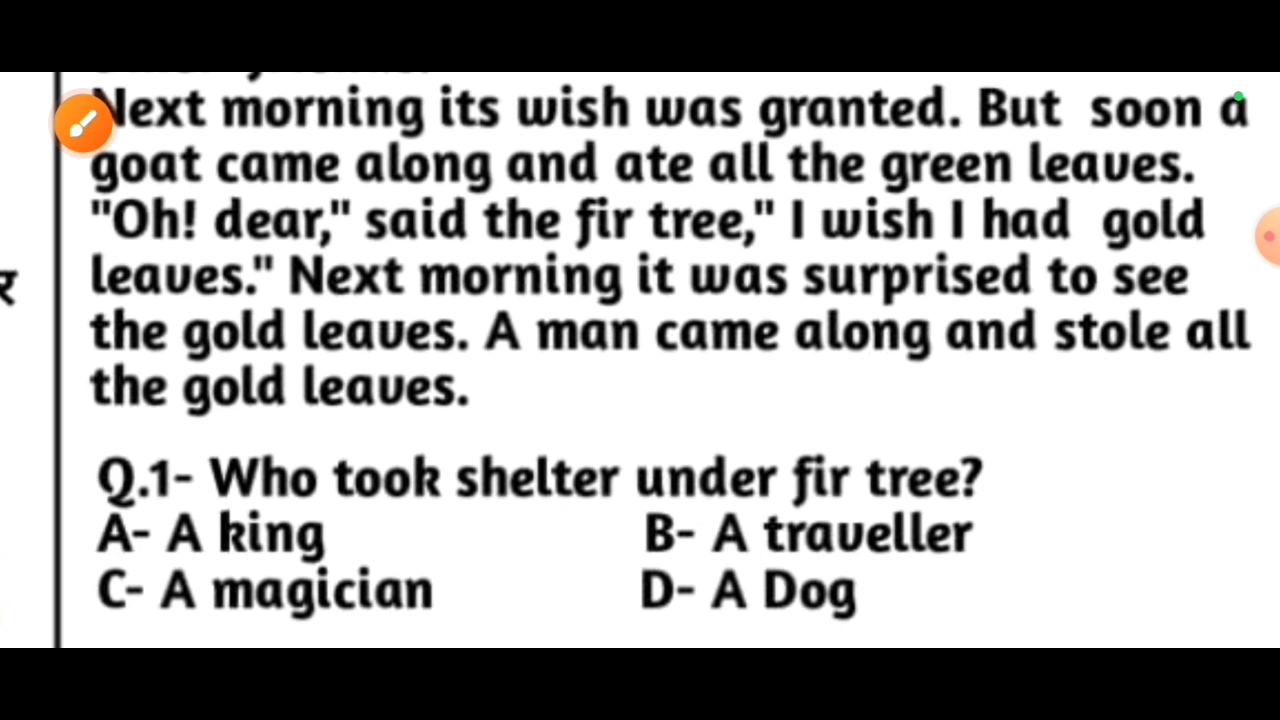 Next morning its wish was granted. But soon a
goat came along and ate all the green leaves.
"Oh! dear," said the fir tree," I wish I had gold
leaves." Next morning it was surprised to see
र
the gold leaves. A man came along and stole all
the gold leaves.
Q.1- Who took shelter under fir tree?
A- A king B- A traveller
C- A magician D- A Dog